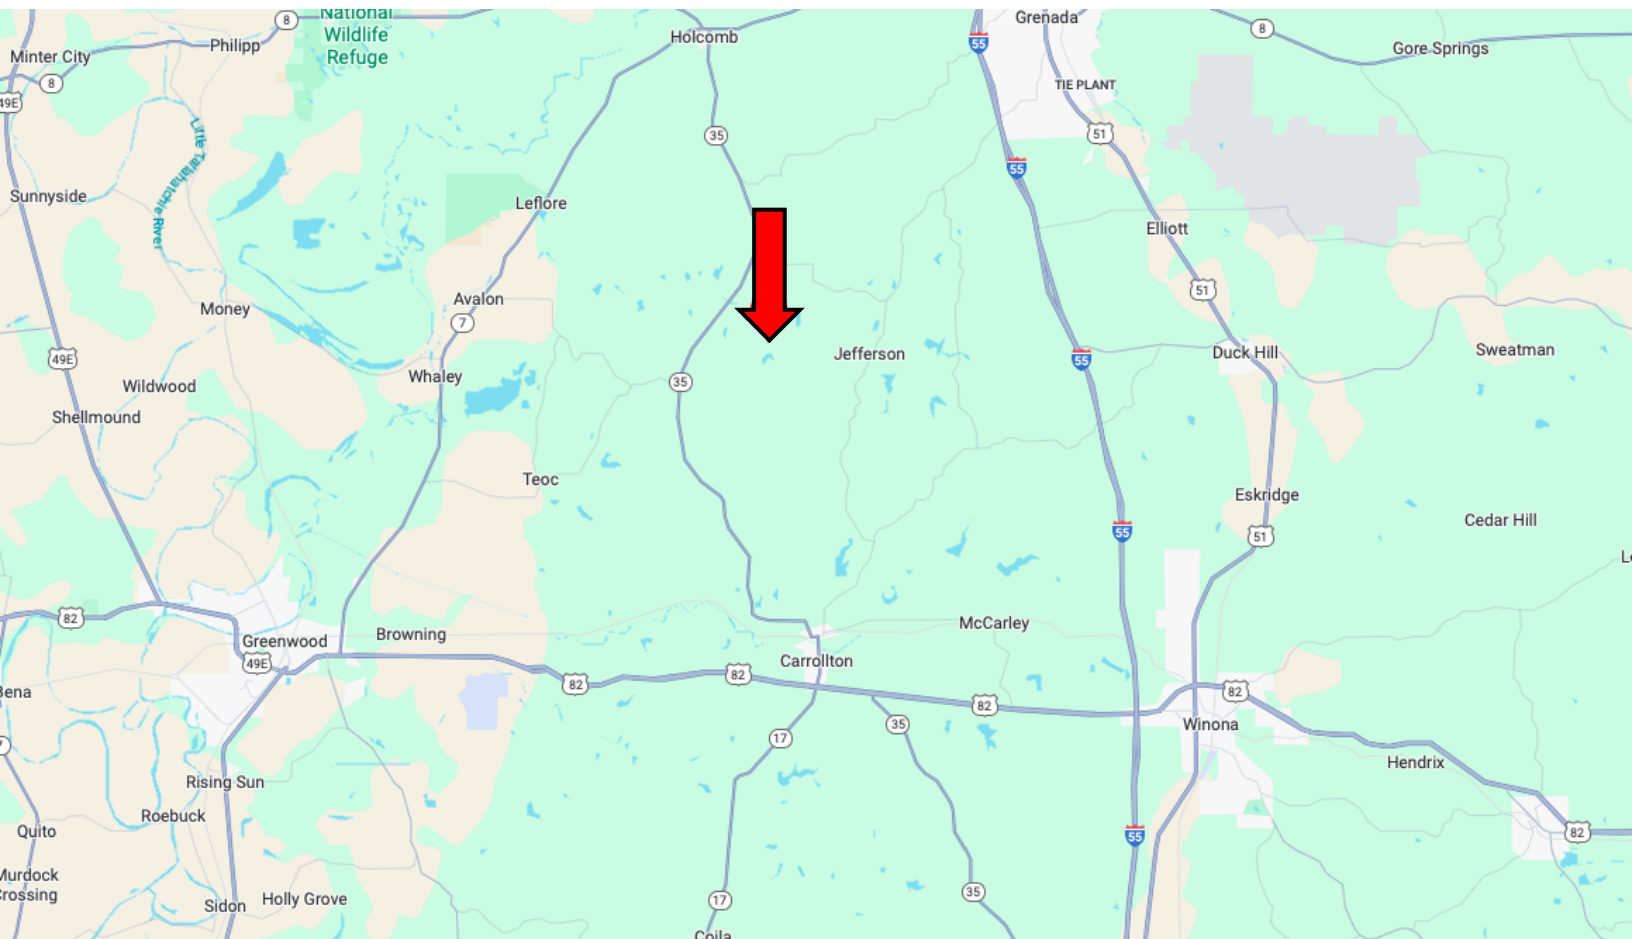 National
Wildlife
Refuge
8
Grenada
Minter City
Philipp
Holcomb
55
8
Gore Springs
8
49E
TIE PLANT
35
51
55
Little Tallahatchie River
Sunnyside
Leflore
Elliott
Money
Avalon
7
51
49E
Wildwood
Whaley
35
Jefferson
55
Duck Hill
Sweatman
Shellmound
Teoc
Eskridge
Cedar Hill
55
51
82
Greenwood
49E
Browning
McCarley
Carrollton
82
82
82
82
17
35
Winona
Hendrix
Rising Sun
Roebuck
Quito
55
82
Murdock
Crossing
Sidon
Holly Grove
17
35
Coila